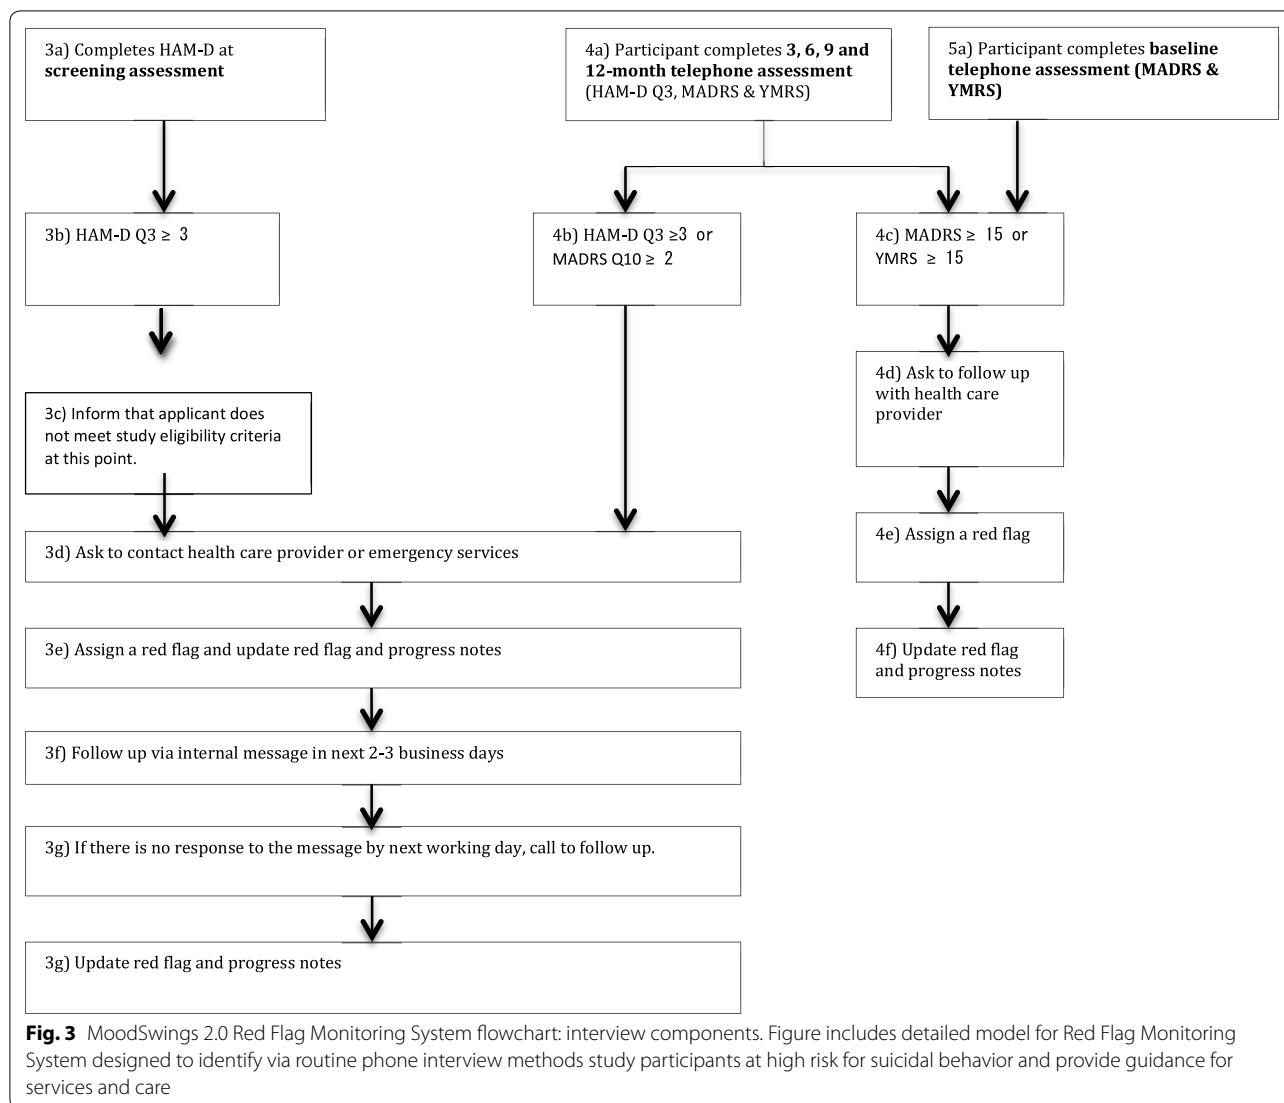 3a) Completes HAM-D at
screening assessment
4a) Participant completes 3, 6, 9 and
12-month telephone assessment
(HAM-D Q3, MADRS & YMRS)
5a) Participant completes baseline
telephone assessment (MADRS &
YMRS)
3b) HAM-D Q3 ≥ 3
4b) HAM-D Q3 ≥3 or
MADRS Q10 ≥ 2
4c) MADRS ≥ 15 or
YMRS ≥ 15
4d) Ask to follow up
with health care
provider
3c) Inform that applicant does
not meet study eligibility criteria
at this point.
4e) Assign a red flag
3d) Ask to contact health care provider or emergency services
3e) Assign a red flag and update red flag and progress notes
4f) Update red flag
and progress notes
3f) Follow up via internal message in next 2-3 business days
3g) If there is no response to the message by next working day, call to follow up.
3g) Update red flag and progress notes
Fig. 3 MoodSwings 2.0 Red Flag Monitoring System flowchart: interview components. Figure includes detailed model for Red Flag Monitoring
System designed to identify via routine phone interview methods study participants at high risk for suicidal behavior and provide guidance for
services and care